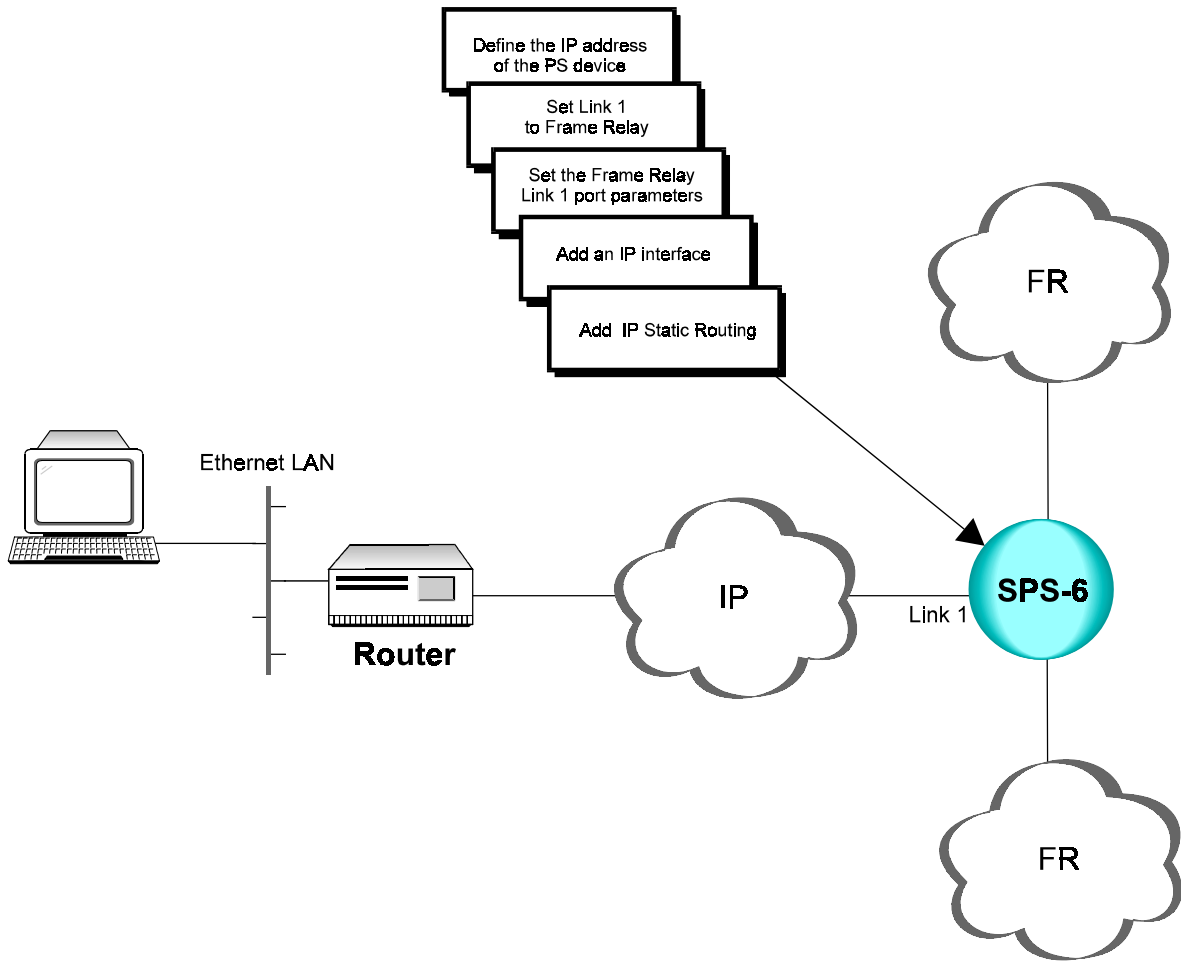 Define the IP address
of the PS device
Set Link 1
to Frame Relay
Set the Frame Relay
Link 1 port parameters
Add an IP interface
Add IP Static Routing
FR
Ethernet LAN
Router
IP
Link 1
SPS-6
FR